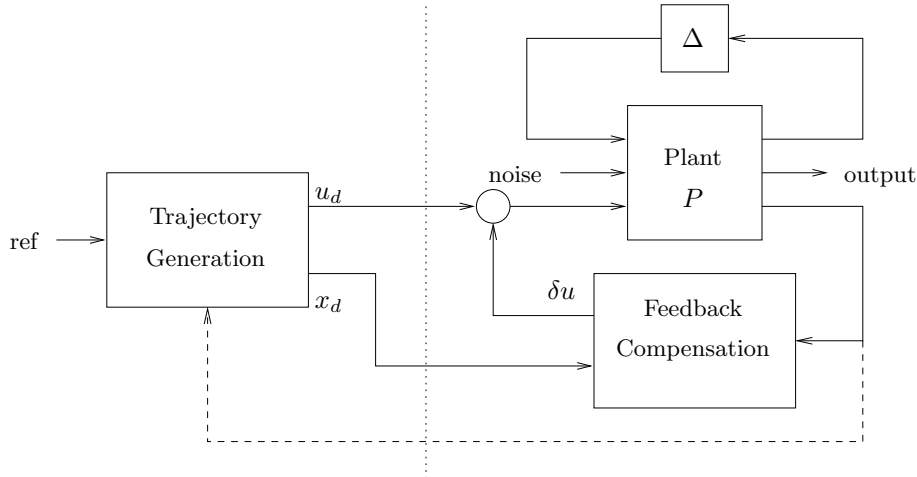 Δ
Plant
P
noise
output
u_d
Trajectory
Generation
ref
x_d
δu
Feedback
Compensation